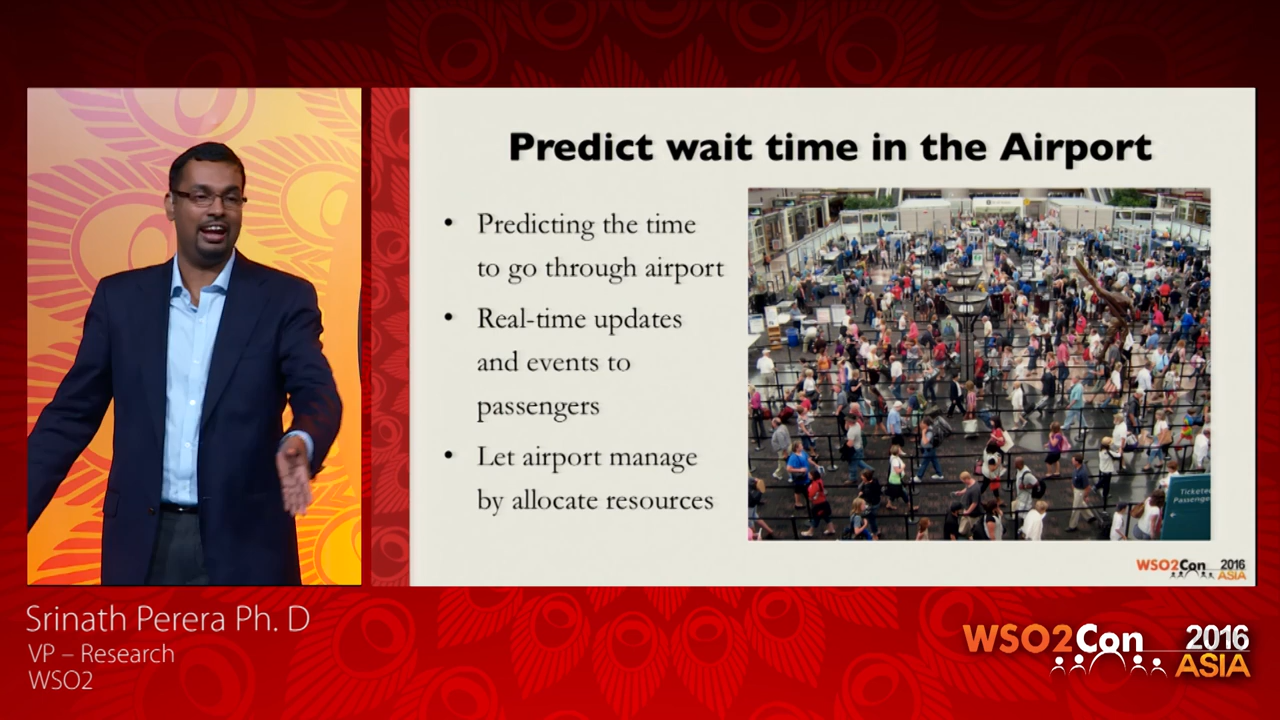 Predict wait time in the Airport
• Predicting the time
to go through airport
• Real-time updates
and events to
passengers
• Let airport manage
by allocate resources
Ticketed
Passenge
WSO2Con 2016
ASIA
Srinath Perera Ph. D
VP – Research
WSO2
WSO2Con 2016
ASIA